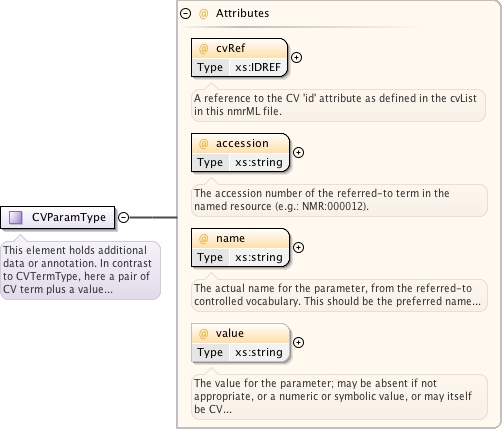 @ Attributes
@ cvRef
Type xs:IDREF
A reference to the CV 'id' attribute as defined in the cvList
in this nmrML file.
@ accession
Type xs:string
The accession number of the referred-to term in the
named resource (e.g.: NMR:000012).
CVParamType
This element holds additional
data or annotation. In contrast
to CVTermType, here a pair of
CV term plus a value...
@ name
Type xs:string
The actual name for the parameter, from the referred-to
controlled vocabulary. This should be the preferred name...
@ value
Type xs:string
The value for the parameter; may be absent if not
appropriate, or a numeric or symbolic value, or may itself
be CV...